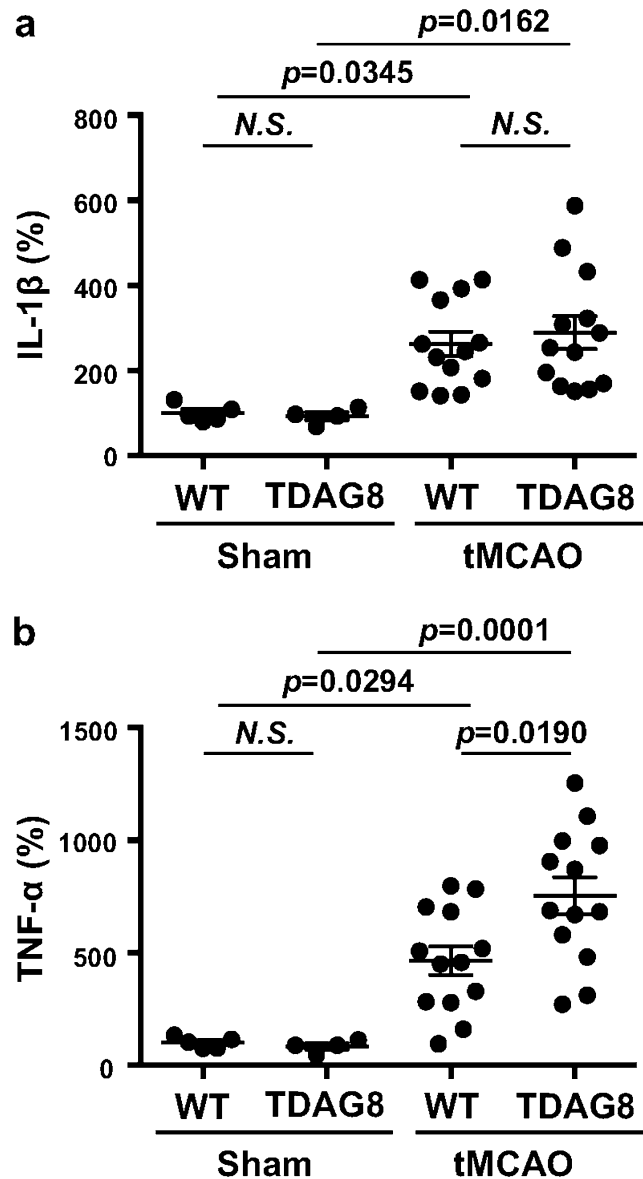 a
p=0.0162
p=0.0345
N.S. N.S.
800
600
400
200
0
IL-1β (%)
WT TDAG8 WT TDAG8
Sham tMCAO
b
p=0.0001
p=0.0294
N.S. p=0.0190
1500
1000
500
0
TNF-α (%)
WT TDAG8 WT TDAG8
Sham tMCAO